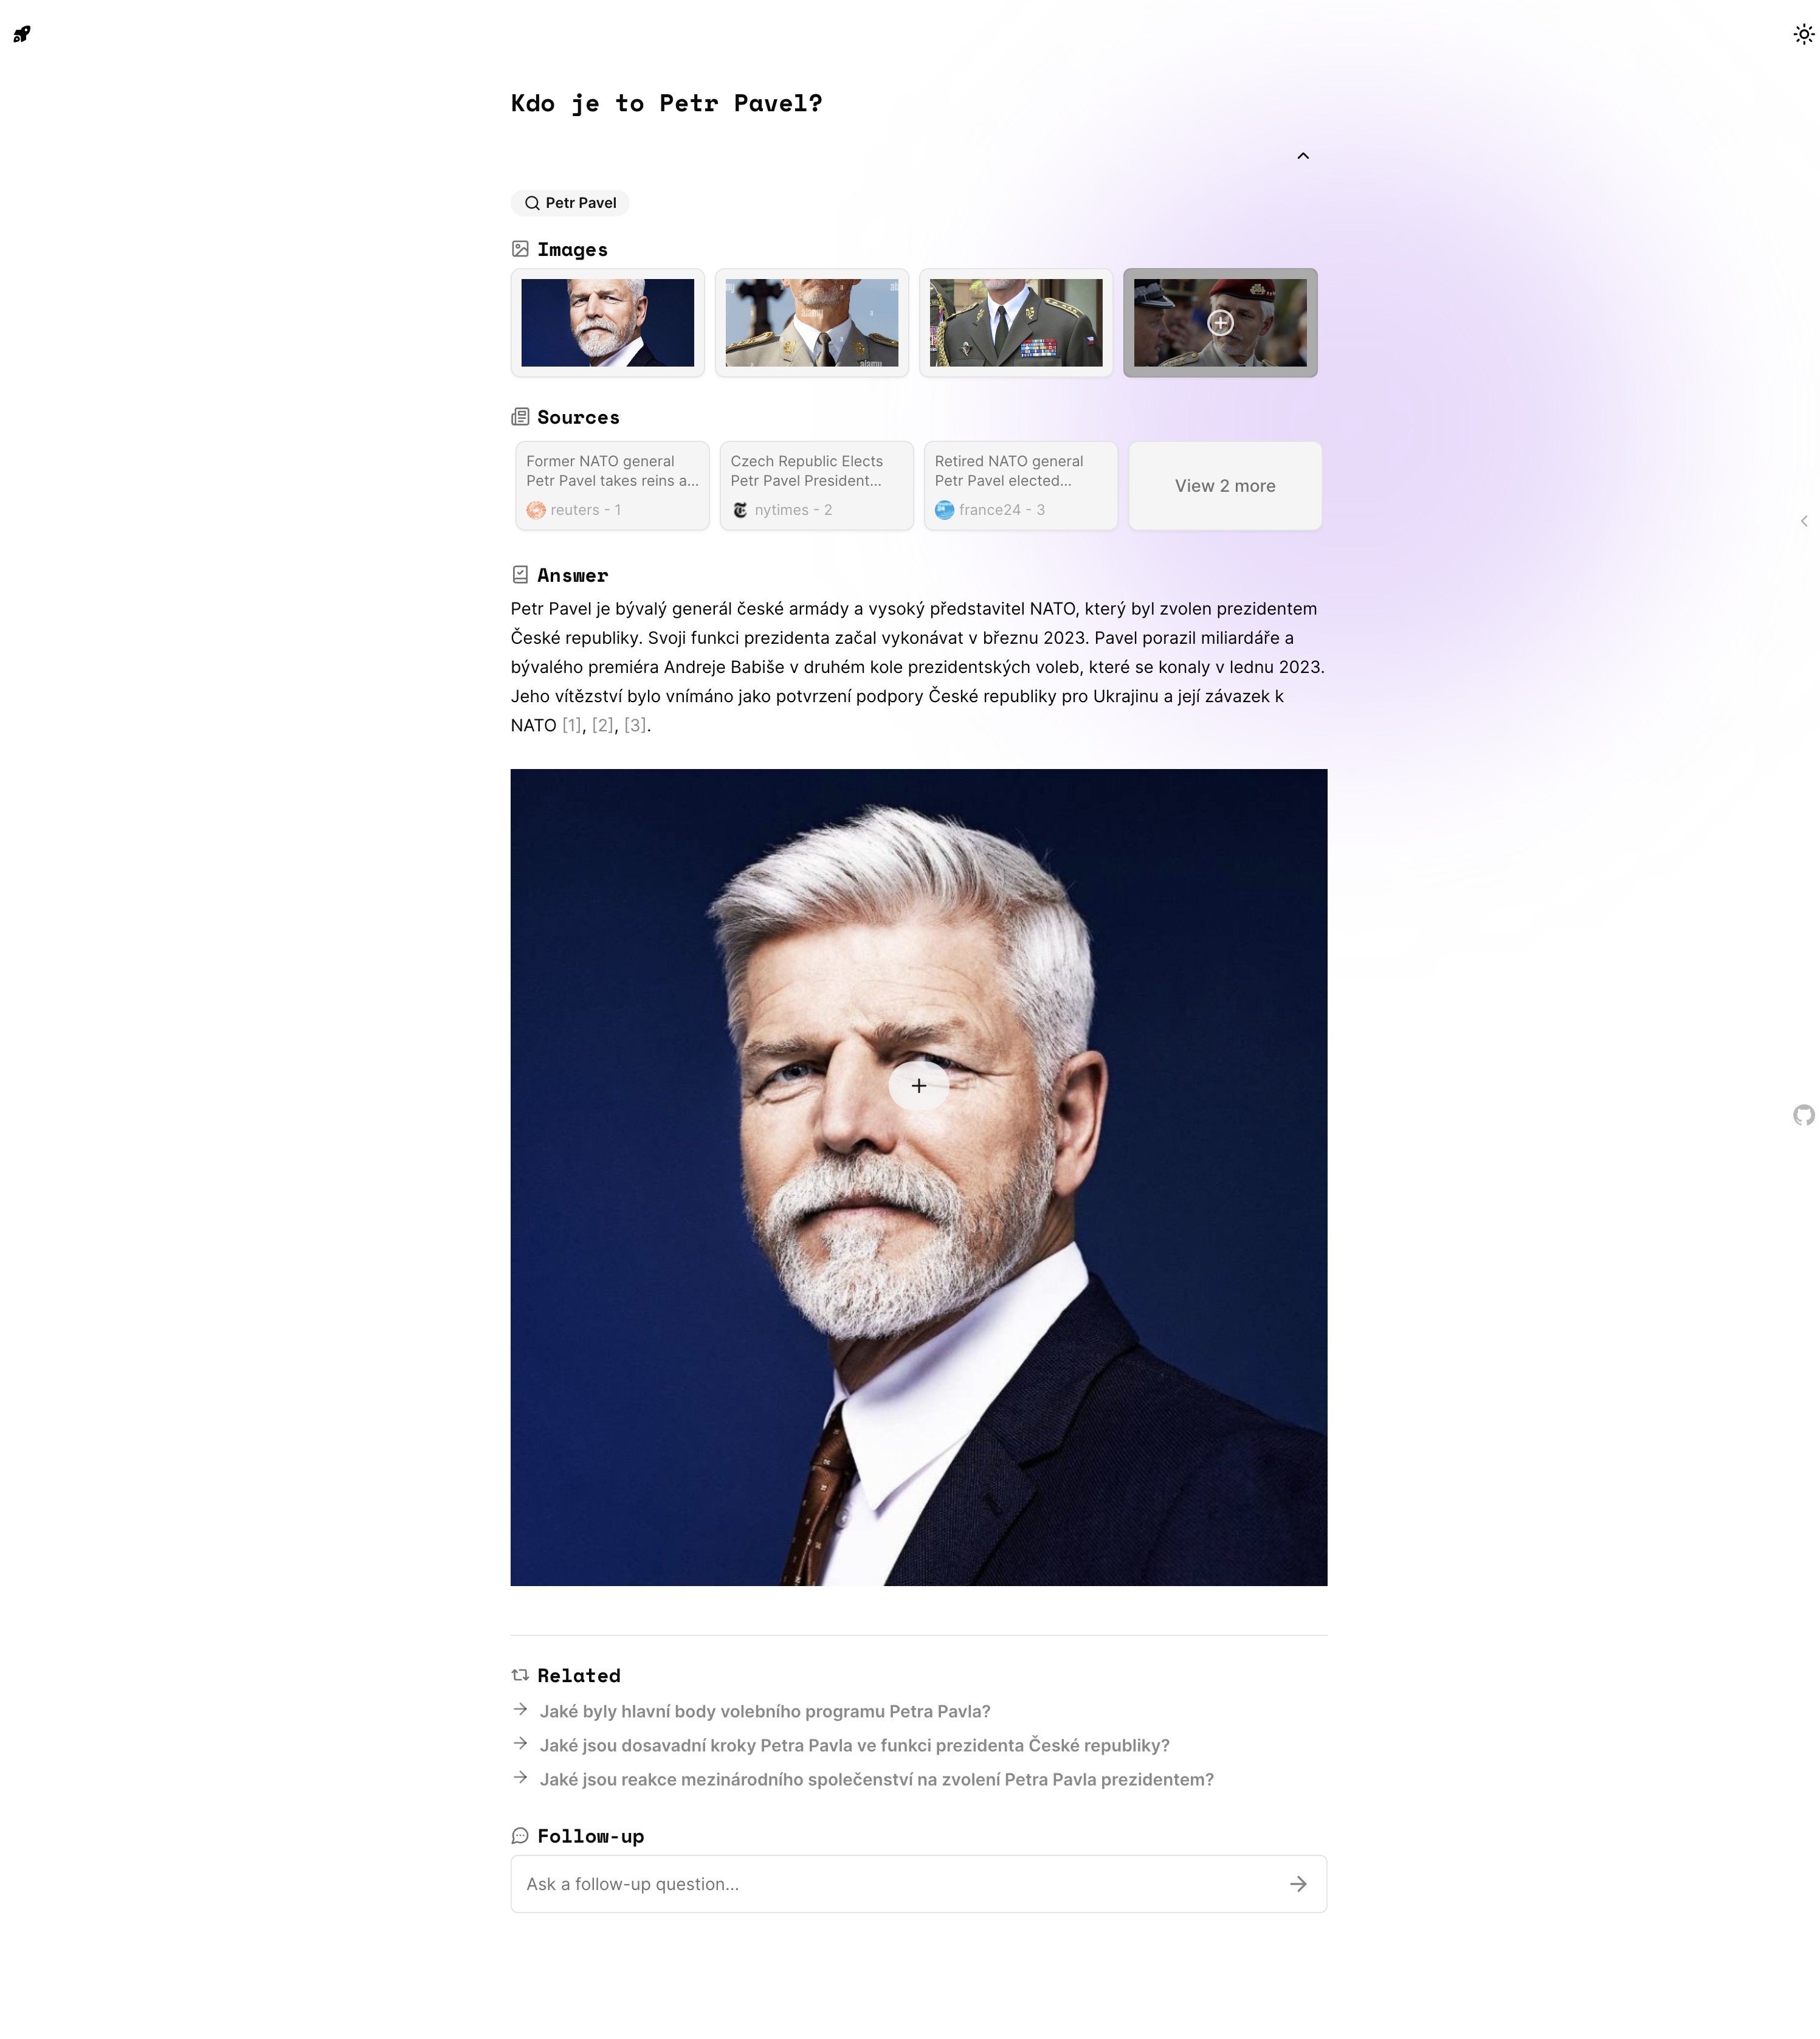 Kdo je to Petr Pavel?
Petr Pavel
Images
alamy
alamy
Sources
Former NATO general
Petr Pavel takes reins a...
reuters - 1
Czech Republic Elects
Petr Pavel President...
nytimes - 2
Retired NATO general
Petr Pavel elected...
france24 - 3
View 2 more
Answer
Petr Pavel je bývalý generál české armády a vysoký představitel NATO, který byl zvolen prezidentem
České republiky. Svoji funkci prezidenta začal vykonávat v březnu 2023. Pavel porazil miliardáře a
bývalého premiéra Andreje Babiše v druhém kole prezidentských voleb, které se konaly v lednu 2023.
Jeho vítězství bylo vnímáno jako potvrzení podpory České republiky pro Ukrajinu a její závazek k
NATO [1], [2], [3].
Related
Jaké byly hlavní body volebního programu Petra Pavla?
Jaké jsou dosavadní kroky Petra Pavla ve funkci prezidenta České republiky?
Jaké jsou reakce mezinárodního společenství na zvolení Petra Pavla prezidentem?
Follow-up
Ask a follow-up question...